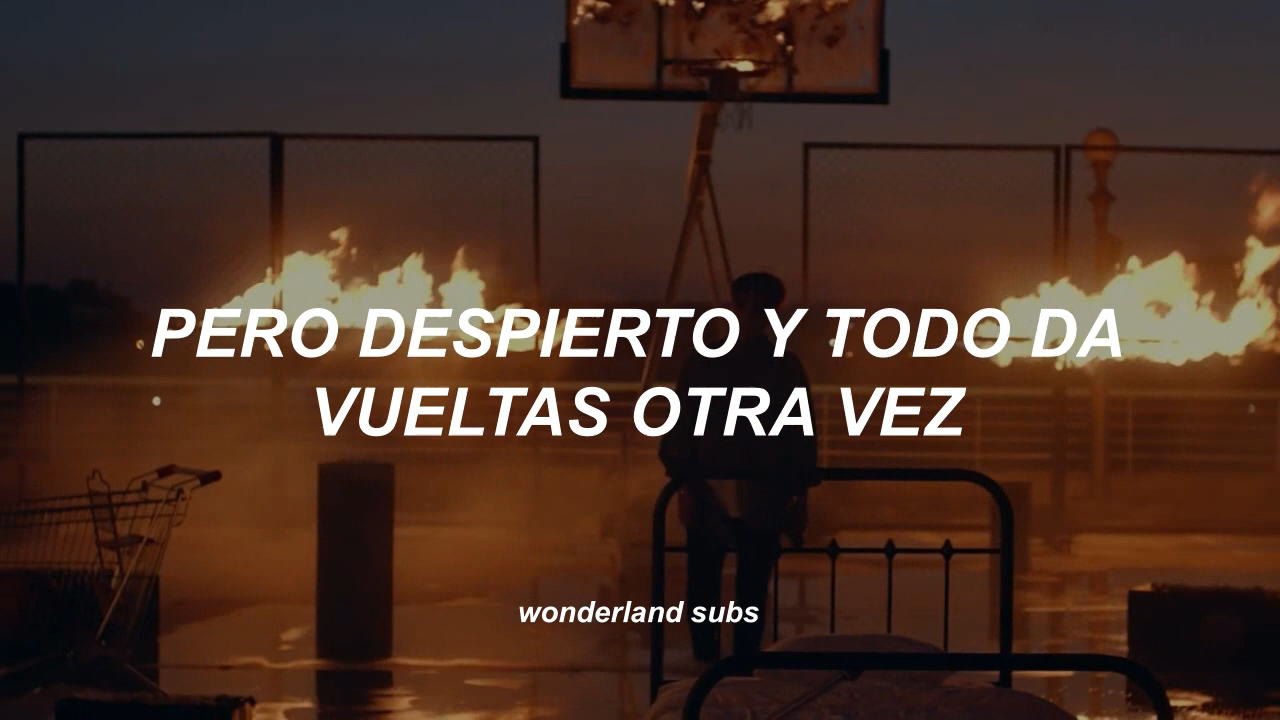 PERO DESPIERTO Y TODO DA
VUELTAS OTRA VEZ
wonderland subs